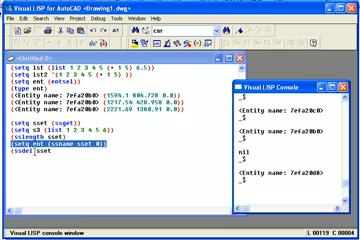 Visual LISP for AutoCAD <Drawing1.dwg>
File Edit Search View Project Debug Tools Window Help
car
<Untitled 0>
(setq lst (list 1 2 3 4 5 (+ 1 5) 6.5)
(setq lst2 '(1 2 3 4 5 (+ 1 5) ))
(setq ent (entsel))
(type ent)
(<Entity name: 7efa20b0> (1594.1 804.728 0.0))
(<Entity name: 7efa20b0> (1217.54 428.958 0.0))
(<Entity name: 7efa20b0> (2221.69 1380.91 0.0))
(setq sset (ssget))
(setq s3 (list 1 2 3 4 5 6))
(sslength sset)
(setq ent (ssname sset 0))
(ssdel sset
Visual LISP Console
_$
<Entity name: 7efa20c0>
_$
<Entity name: 7efa20b0>
_$
nil
_$
<Entity name: 7efa20d8>
_$
Visual LISP console window
L 00119 C 00004